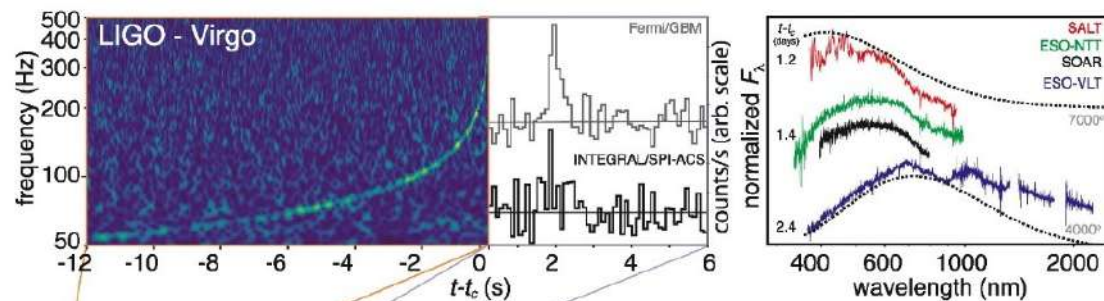 500
400
300
200
100
50
frequency (Hz)
LIGO - Virgo
-12 -10 -8 -6 -4 -2 0 2 4 6
t-tc (s)
Fermi/GBM
INTEGRAL/SPI-ACS
counts/s (arb. scale)
normalized Fλ
t-tc
(days)
1.2
1.4
2.4
SALT
ESO-NTT
SOAR
ESO-VLT
7000°
4000°
400 600 1000 2000
wavelength (nm)